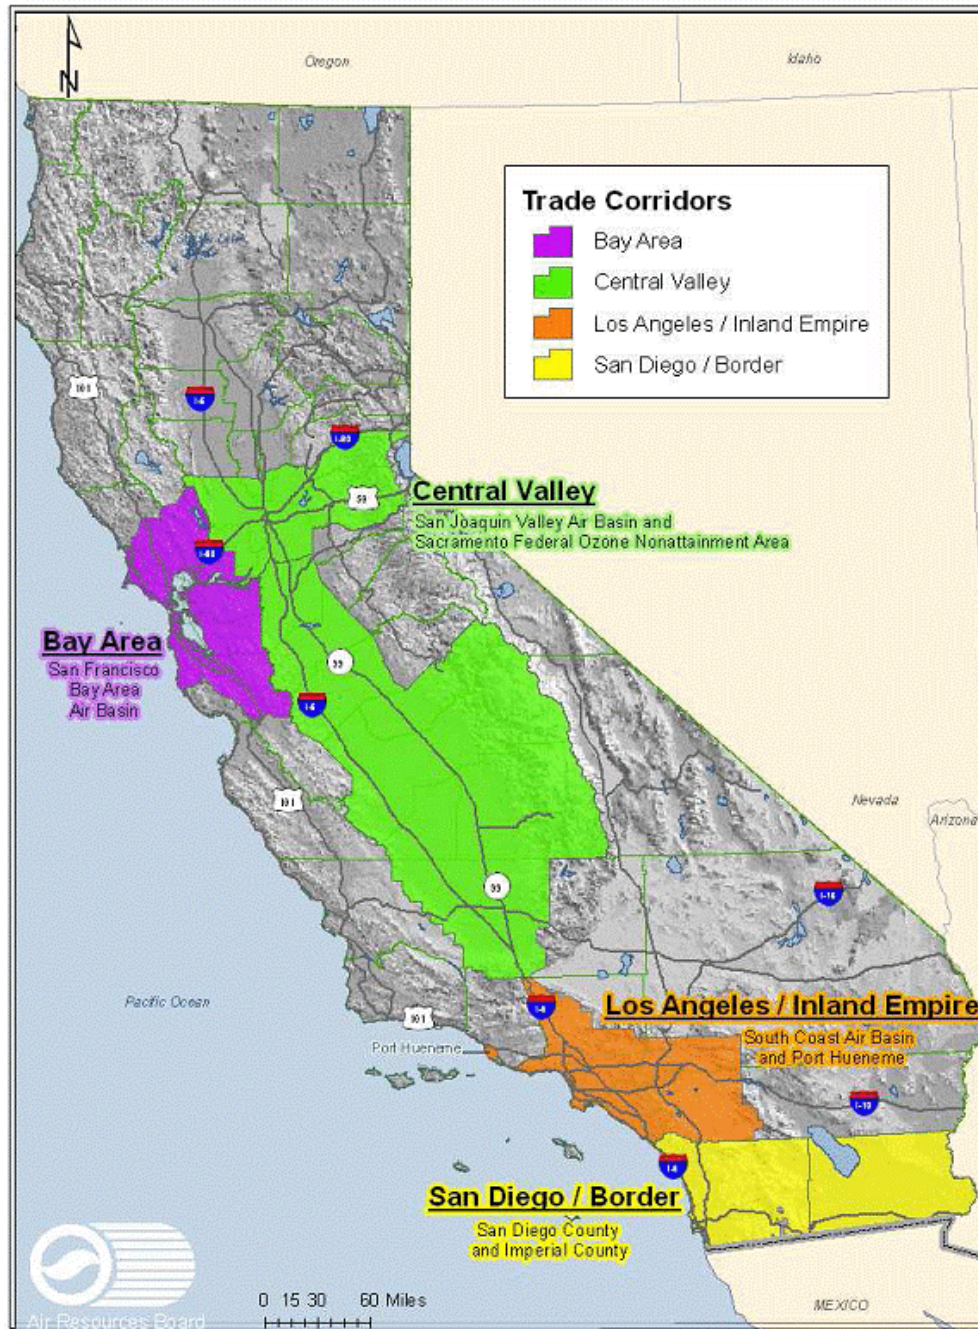 N
Oregon
Idaho
Trade Corridors
Bay Area
Central Valley
Los Angeles / Inland Empire
San Diego / Border
101
I-5
I-80
50
Central Valley
San Joaquin Valley Air Basin and
Sacramento Federal Ozone Nonattainment Area
I-80
Bay Area
San Francisco
Bay Area
Air Basin
99
I-5
101
Nevada
Arizona
99
I-15
Pacific Ocean
101
I-5
Los Angeles / Inland Empire
South Coast Air Basin
and Port Hueneme
Port Hueneme
I-10
I-5
San Diego / Border
San Diego County
and Imperial County
0 15 30 60 Miles
Air Resources Board
MEXICO